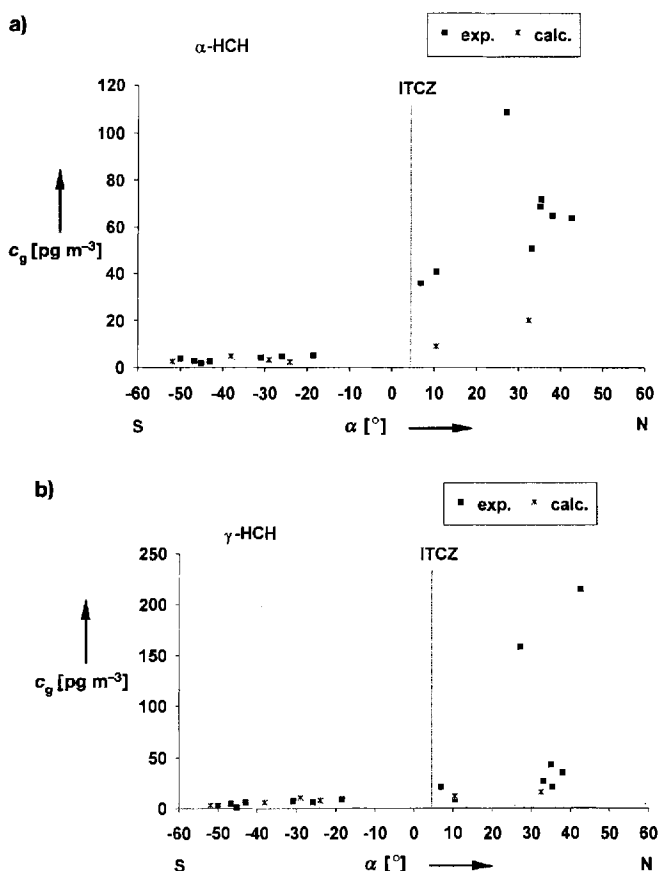 a)
α-HCH
■ exp. × calc.
ITCZ
120
100
80
60
40
20
0
c_g [pg m⁻³]
-60 -50 -40 -30 -20 -10 0 10 20 30 40 50 60
S α [°] N
b)
γ-HCH
■ exp. × calc.
ITCZ
250
200
150
100
50
0
c_g [pg m⁻³]
-60 -50 -40 -30 -20 -10 0 10 20 30 40 50 60
S α [°] N